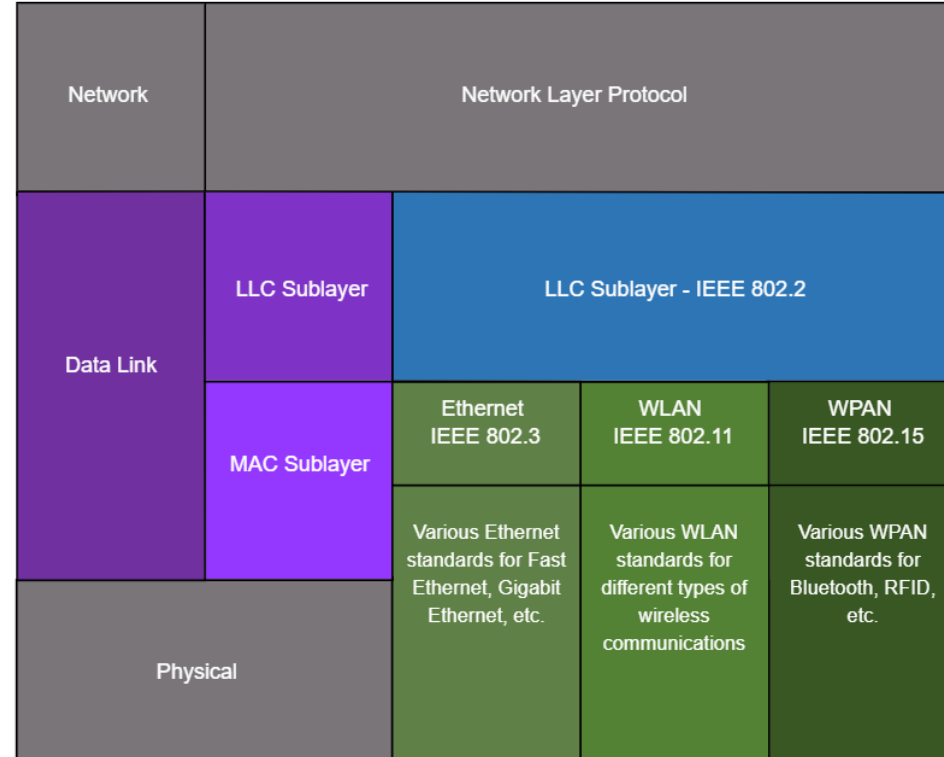 Network
Network Layer Protocol
Data Link
LLC Sublayer
LLC Sublayer - IEEE 802.2
MAC Sublayer
Ethernet
IEEE 802.3
WLAN
IEEE 802.11
WPAN
IEEE 802.15
Various Ethernet
standards for Fast
Ethernet, Gigabit
Ethernet, etc.
Various WLAN
standards for
different types of
wireless
communications
Various WPAN
standards for
Bluetooth, RFID,
etc.
Physical